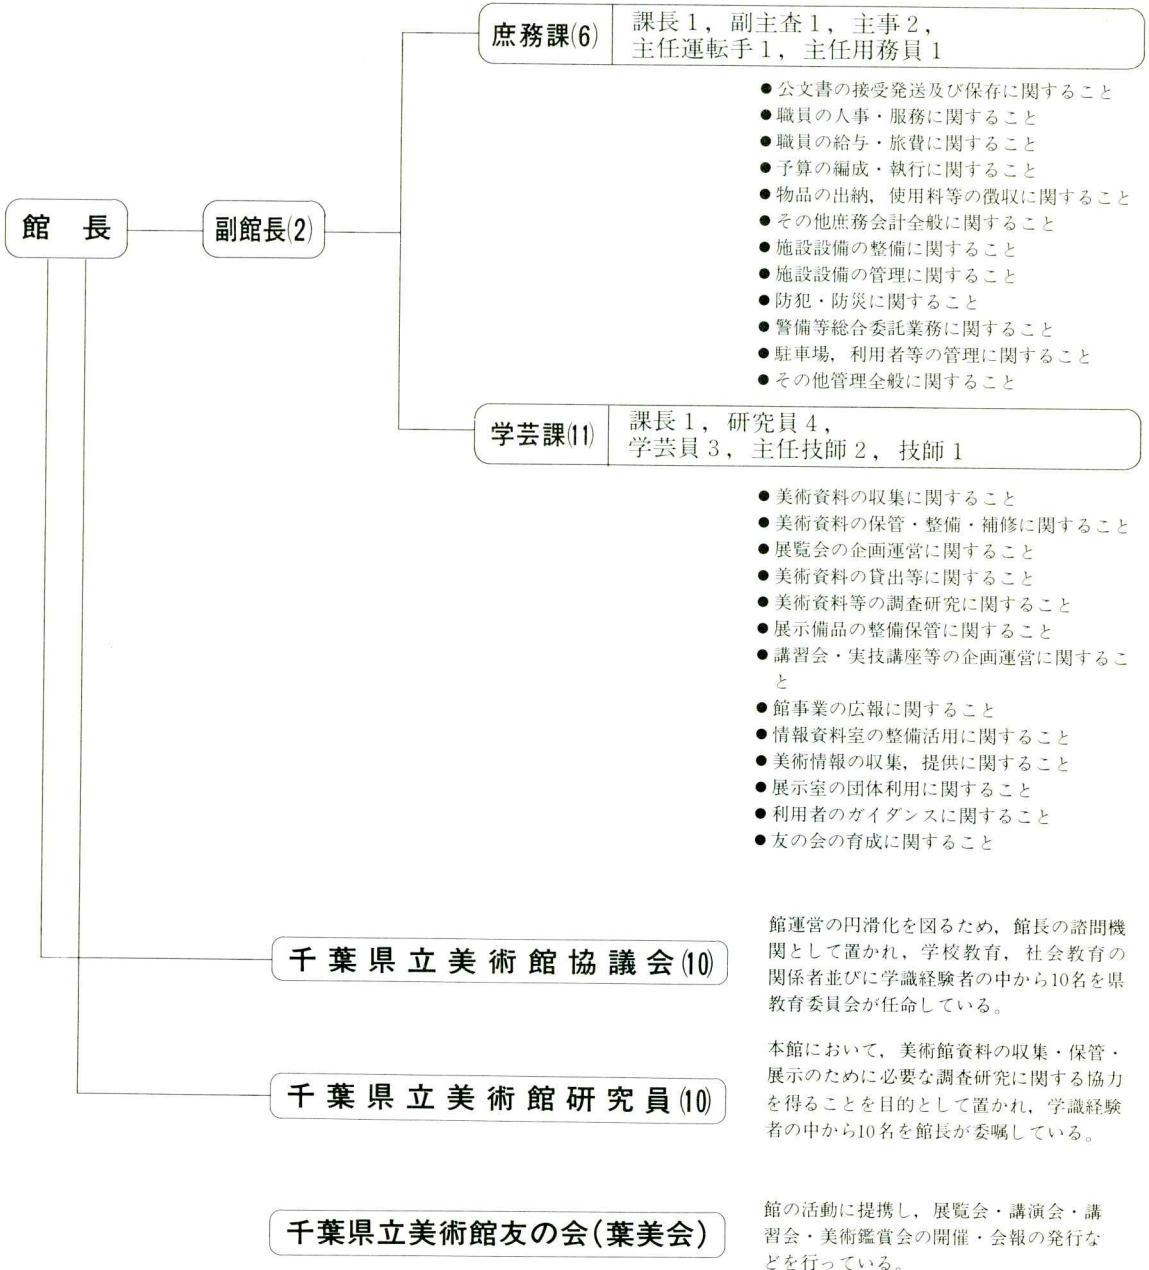 庶務課(6)
課長1，副主査1，主事2，
主任運転手1，主任用務員1
●公文書の接受発送及び保存に関すること
●職員の人事・服務に関すること
●職員の給与・旅費に関すること
●予算の編成・執行に関すること
●物品の出納，使用料等の徴収に関すること
●その他庶務会計全般に関すること
●施設設備の整備に関すること
●施設設備の管理に関すること
●防犯・防災に関すること
●警備等総合委託業務に関すること
●駐車場，利用者等の管理に関すること
●その他管理全般に関すること
館 長
副館長(2)
学芸課(11)
課長1，研究員4，
学芸員3，主任技師2，技師1
●美術資料の収集に関すること
●美術資料の保管・整備・補修に関すること
●展覧会の企画運営に関すること
●美術資料の貸出等に関すること
●美術資料等の調査研究に関すること
●展示備品の整備保管に関すること
●講習会・実技講座等の企画運営に関するこ
と
●館事業の広報に関すること
●情報資料室の整備活用に関すること
●美術情報の収集，提供に関すること
●展示室の団体利用に関すること
●利用者のガイダンスに関すること
●友の会の育成に関すること
千葉県立美術館協議会(10)
館運営の円滑化を図るため，館長の諮問機
関として置かれ，学校教育，社会教育の
関係者並びに学識経験者の中から10名を県
教育委員会が任命している。
千葉県立美術館研究員(10)
本館において，美術館資料の収集・保管・
展示のために必要な調査研究に関する協力
を得ることを目的として置かれ，学識経験
者の中から10名を館長が委嘱している。
千葉県立美術館友の会(葉美会)
館の活動に提携し，展覧会・講演会・講
習会・美術鑑賞会の開催・会報の発行な
どを行っている。